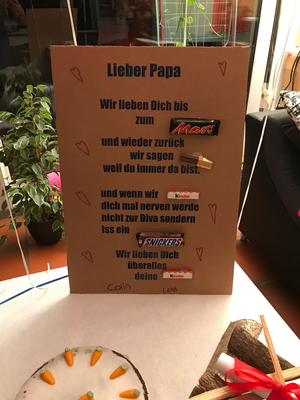 Lieber Papa
Wir lieben Dich bis
zum Mars
und wieder zurück
wir sagen
weil du immer da bist.
und wenn wir Kinder
dich mal nerven werde
nicht zur Diva sondern
iss ein
SNICKERS
Wir lieben Dich
überalles
deine Kinder
Colin